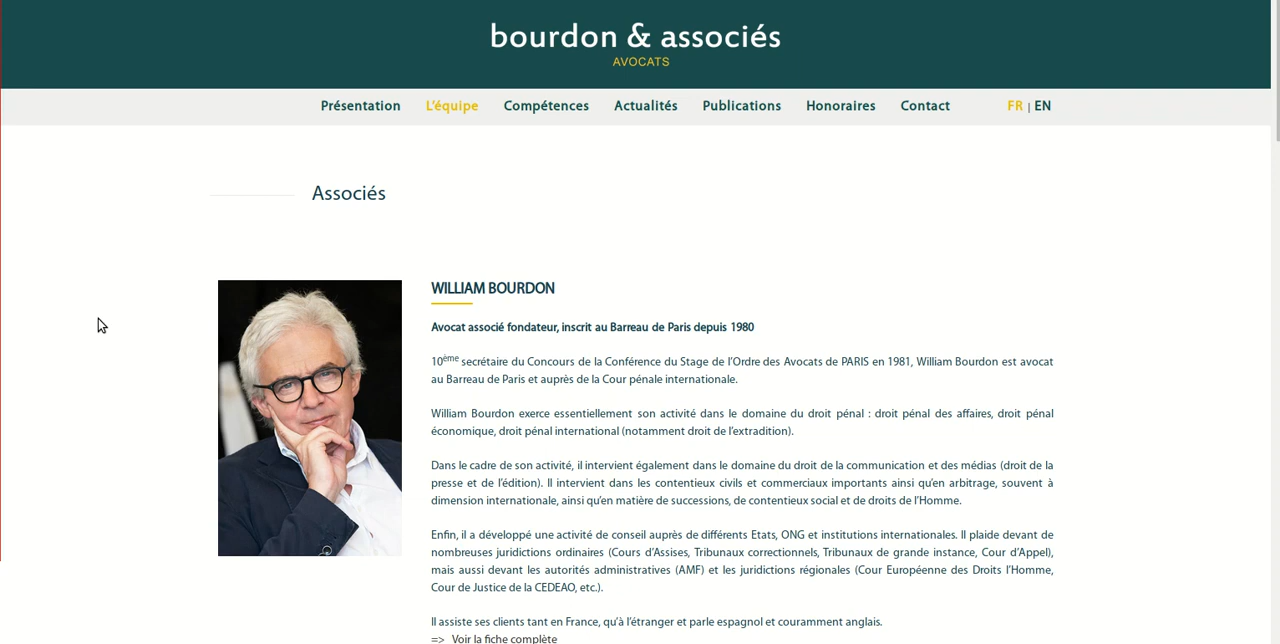 bourdon & associés
AVOCATS
Présentation L'équipe Compétences Actualités Publications Honoraires Contact FR | EN
Associés
WILLIAM BOURDON
Avocat associé fondateur, inscrit au Barreau de Paris depuis 1980
10ème secrétaire du Concours de la Conférence du Stage de l'Ordre des Avocats de PARIS en 1981, William Bourdon est avocat
au Barreau de Paris et auprès de la Cour pénale internationale.
William Bourdon exerce essentiellement son activité dans le domaine du droit pénal : droit pénal des affaires, droit pénal
économique, droit pénal international (notamment droit de l'extradition).
Dans le cadre de son activité, il intervient également dans le domaine du droit de la communication et des médias (droit de la
presse et de l'édition). Il intervient dans les contentieux civils et commerciaux importants ainsi qu'en arbitrage, souvent à
dimension internationale, ainsi qu'en matière de successions, de contentieux social et de droits de l'Homme.
Enfin, il a développé une activité de conseil auprès de différents Etats, ONG et institutions internationales. Il plaide devant de
nombreuses juridictions ordinaires (Cours d'Assises, Tribunaux correctionnels, Tribunaux de grande instance, Cour d'Appel),
mais aussi devant les autorités administratives (AMF) et les juridictions régionales (Cour Européenne des Droits l'Homme,
Cour de Justice de la CEDEAO, etc.).
Il assiste ses clients tant en France, qu'à l'étranger et parle espagnol et couramment anglais.
=> Voir la fiche complète